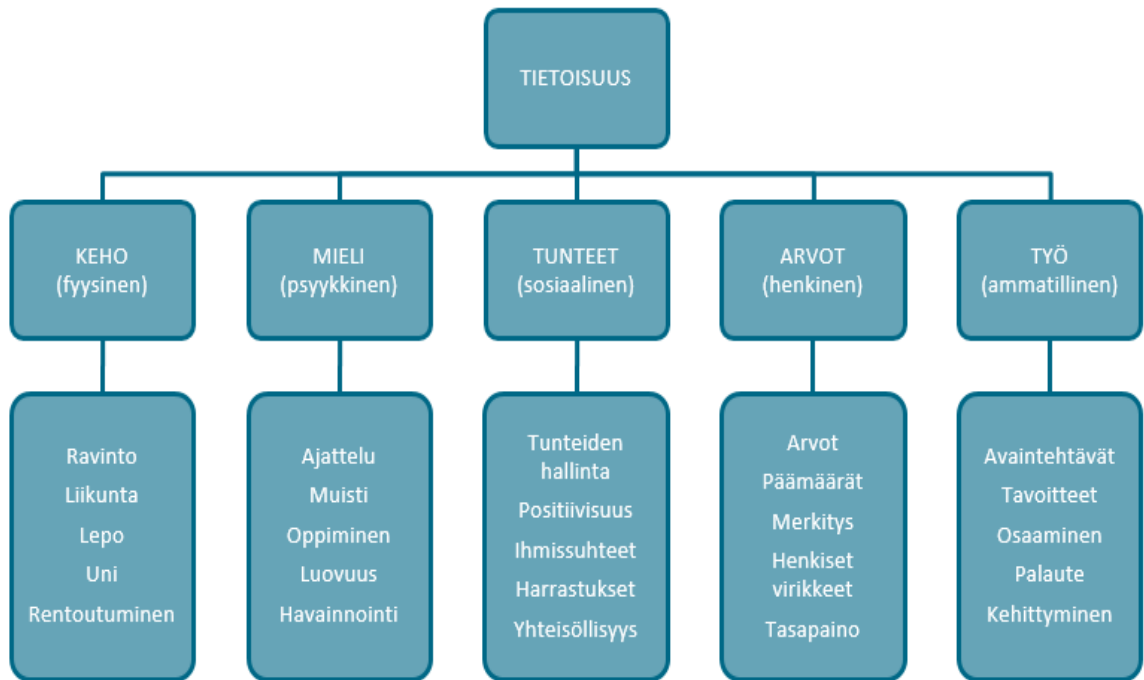 TIETOISUUS
KEHO
(fyysinen)
MIELI
(psyykkinen)
TUNTEET
(sosiaalinen)
ARVOT
(henkinen)
TYÖ
(ammatillinen)
Ravinto
Liikunta
Lepo
Uni
Rentoutuminen
Ajattelu
Muisti
Oppiminen
Luovuus
Havainnointi
Tunteiden
hallinta
Positiivisuus
Ihmissuhteet
Harrastukset
Yhteisöllisyys
Arvot
Päämäärät
Merkitys
Henkiset
virikkeet
Tasapaino
Avaintehtävät
Tavoitteet
Osaaminen
Palaute
Kehittyminen